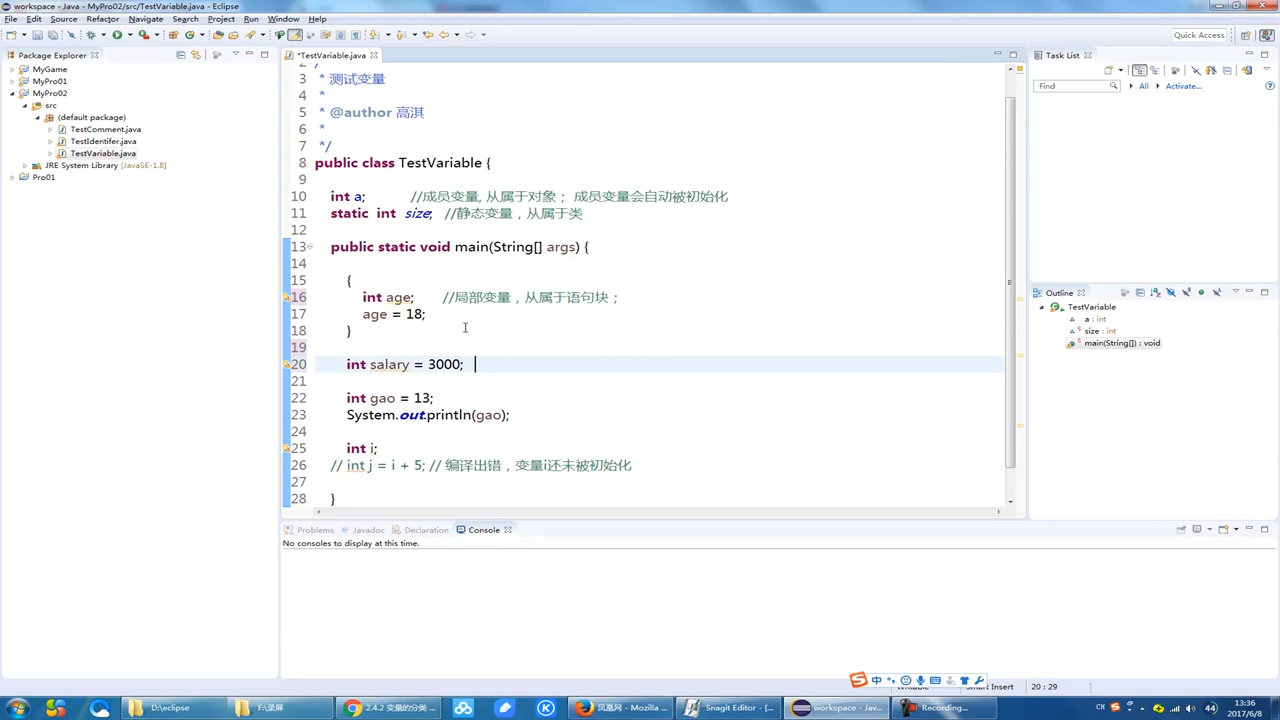 workspace - Java - MyPro02/src/TestVariable.java - Eclipse
File Edit Source Refactor Navigate Search Project Run Window Help
Quick Access
Package Explorer
*TestVariable.java
Task List
MyGame
MyPro01
MyPro02
src
(default package)
TestComment.java
TestIdentifer.java
TestVariable.java
JRE System Library [JavaSE-1.8]
Pro01
Find
All
Activate...
3 * 测试变量
4 *
5 * @author 高淇
6 *
7 */
8 public class TestVariable {
9
10 int a; //成员变量, 从属于对象； 成员变量会自动被初始化
11 static int size; //静态变量，从属于类
12
13 public static void main(String[] args) {
14
15 {
16 int age; //局部变量，从属于语句块；
17 age = 18;
18 }
19
20 int salary = 3000;
21
22 int gao = 13;
23 System.out.println(gao);
24
25 int i;
26 // int j = i + 5; // 编译出错，变量i还未被初始化
27
28 }
Outline
TestVariable
a : int
size : int
main(String[]) : void
Problems Javadoc Declaration Console
No consoles to display at this time.
中
Writable Smart Insert 20 : 29
D:\eclipse
F:\录屏
2.4.2 变量的分类 ...
凤凰网 - Mozilla ...
Snagit Editor - [...
workspace - Jav...
Recording...
CH
44
13:36
2017/6/8